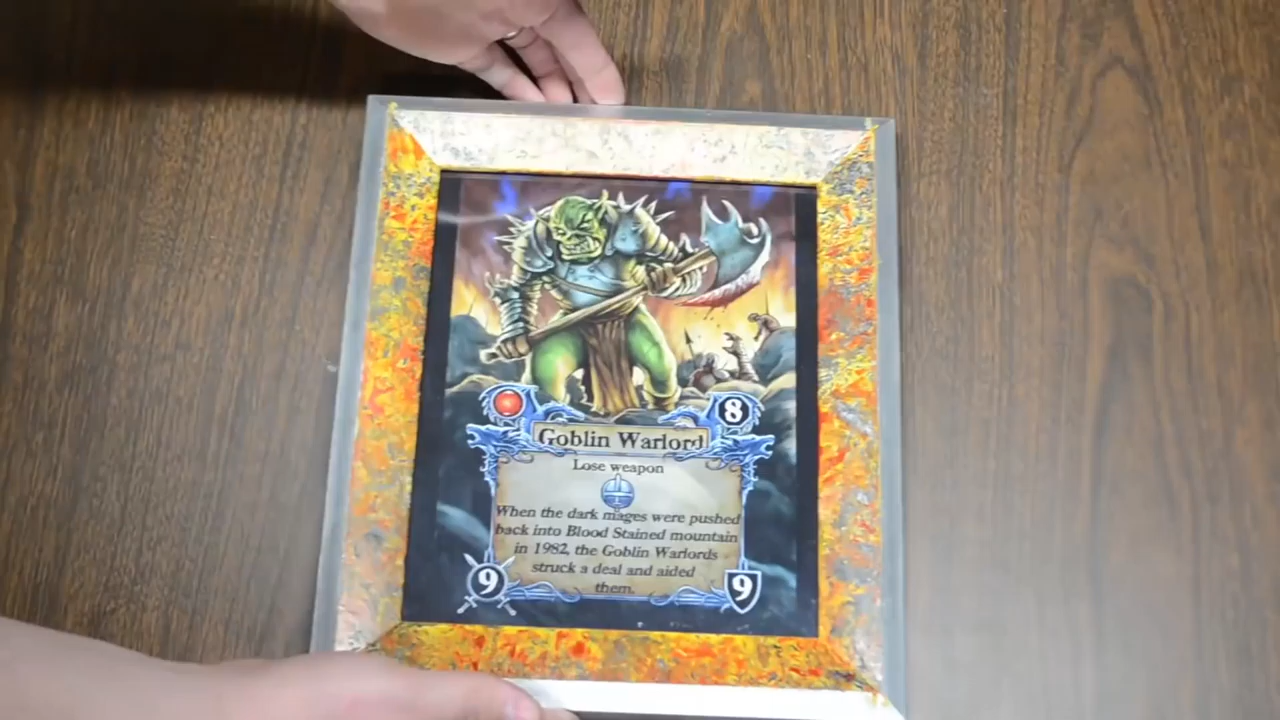 8
Goblin Warlord
Lose weapon
When the dark mages were pushed
back into Blood Stained mountain
in 1982, the Goblin Warlords
struck a deal and aided
them.
9
9